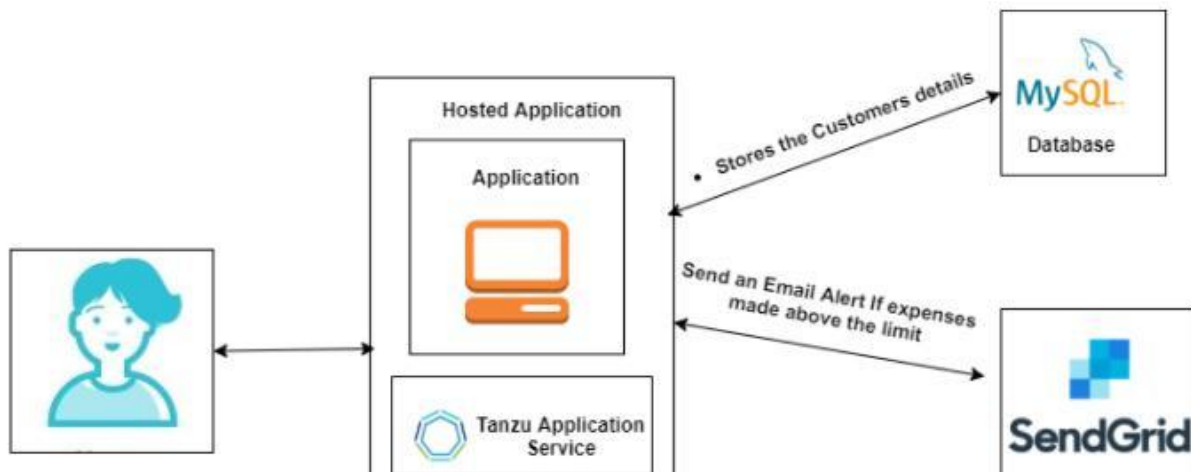 Hosted Application
Application
Tanzu Application
Service
• Stores the Customers details
MySQL
Database
Send an Email Alert If expenses
made above the limit
SendGrid